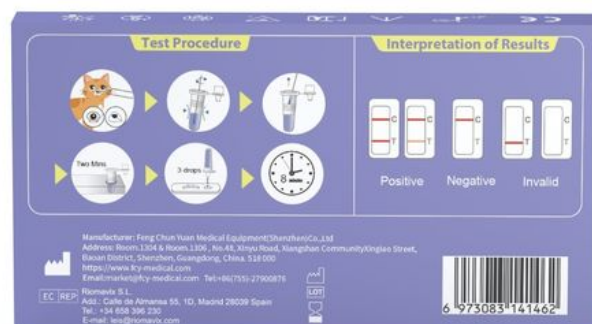 Test Procedure
Interpretation of Results
Two Mins
3 drops
8
C
T
C
T
C
T
C
T
C
T
Positive
Negative
Invalid
Manufacturer: Feng Chun Yuan Medical Equipment(Shenzhen)Co.,Ltd
Address: Room.1304 & Room.1306 , No.48, Xinyu Road, Xiangshan CommunityXinqiao Street,
Baoan District, Shenzhen, Guangdong, China. 518000
https://www.fcy-medical.com
Email:market@fcy-medical.com Tel:+86(755)-27900876
EC REP
Riomavix S.L.
Add.: Calle de Almansa 55, 1D, Madrid 28039 Spain
Tel.: +34 658 396 230
E-mail: leis@riomavix.com
LOT
6 973083 141462